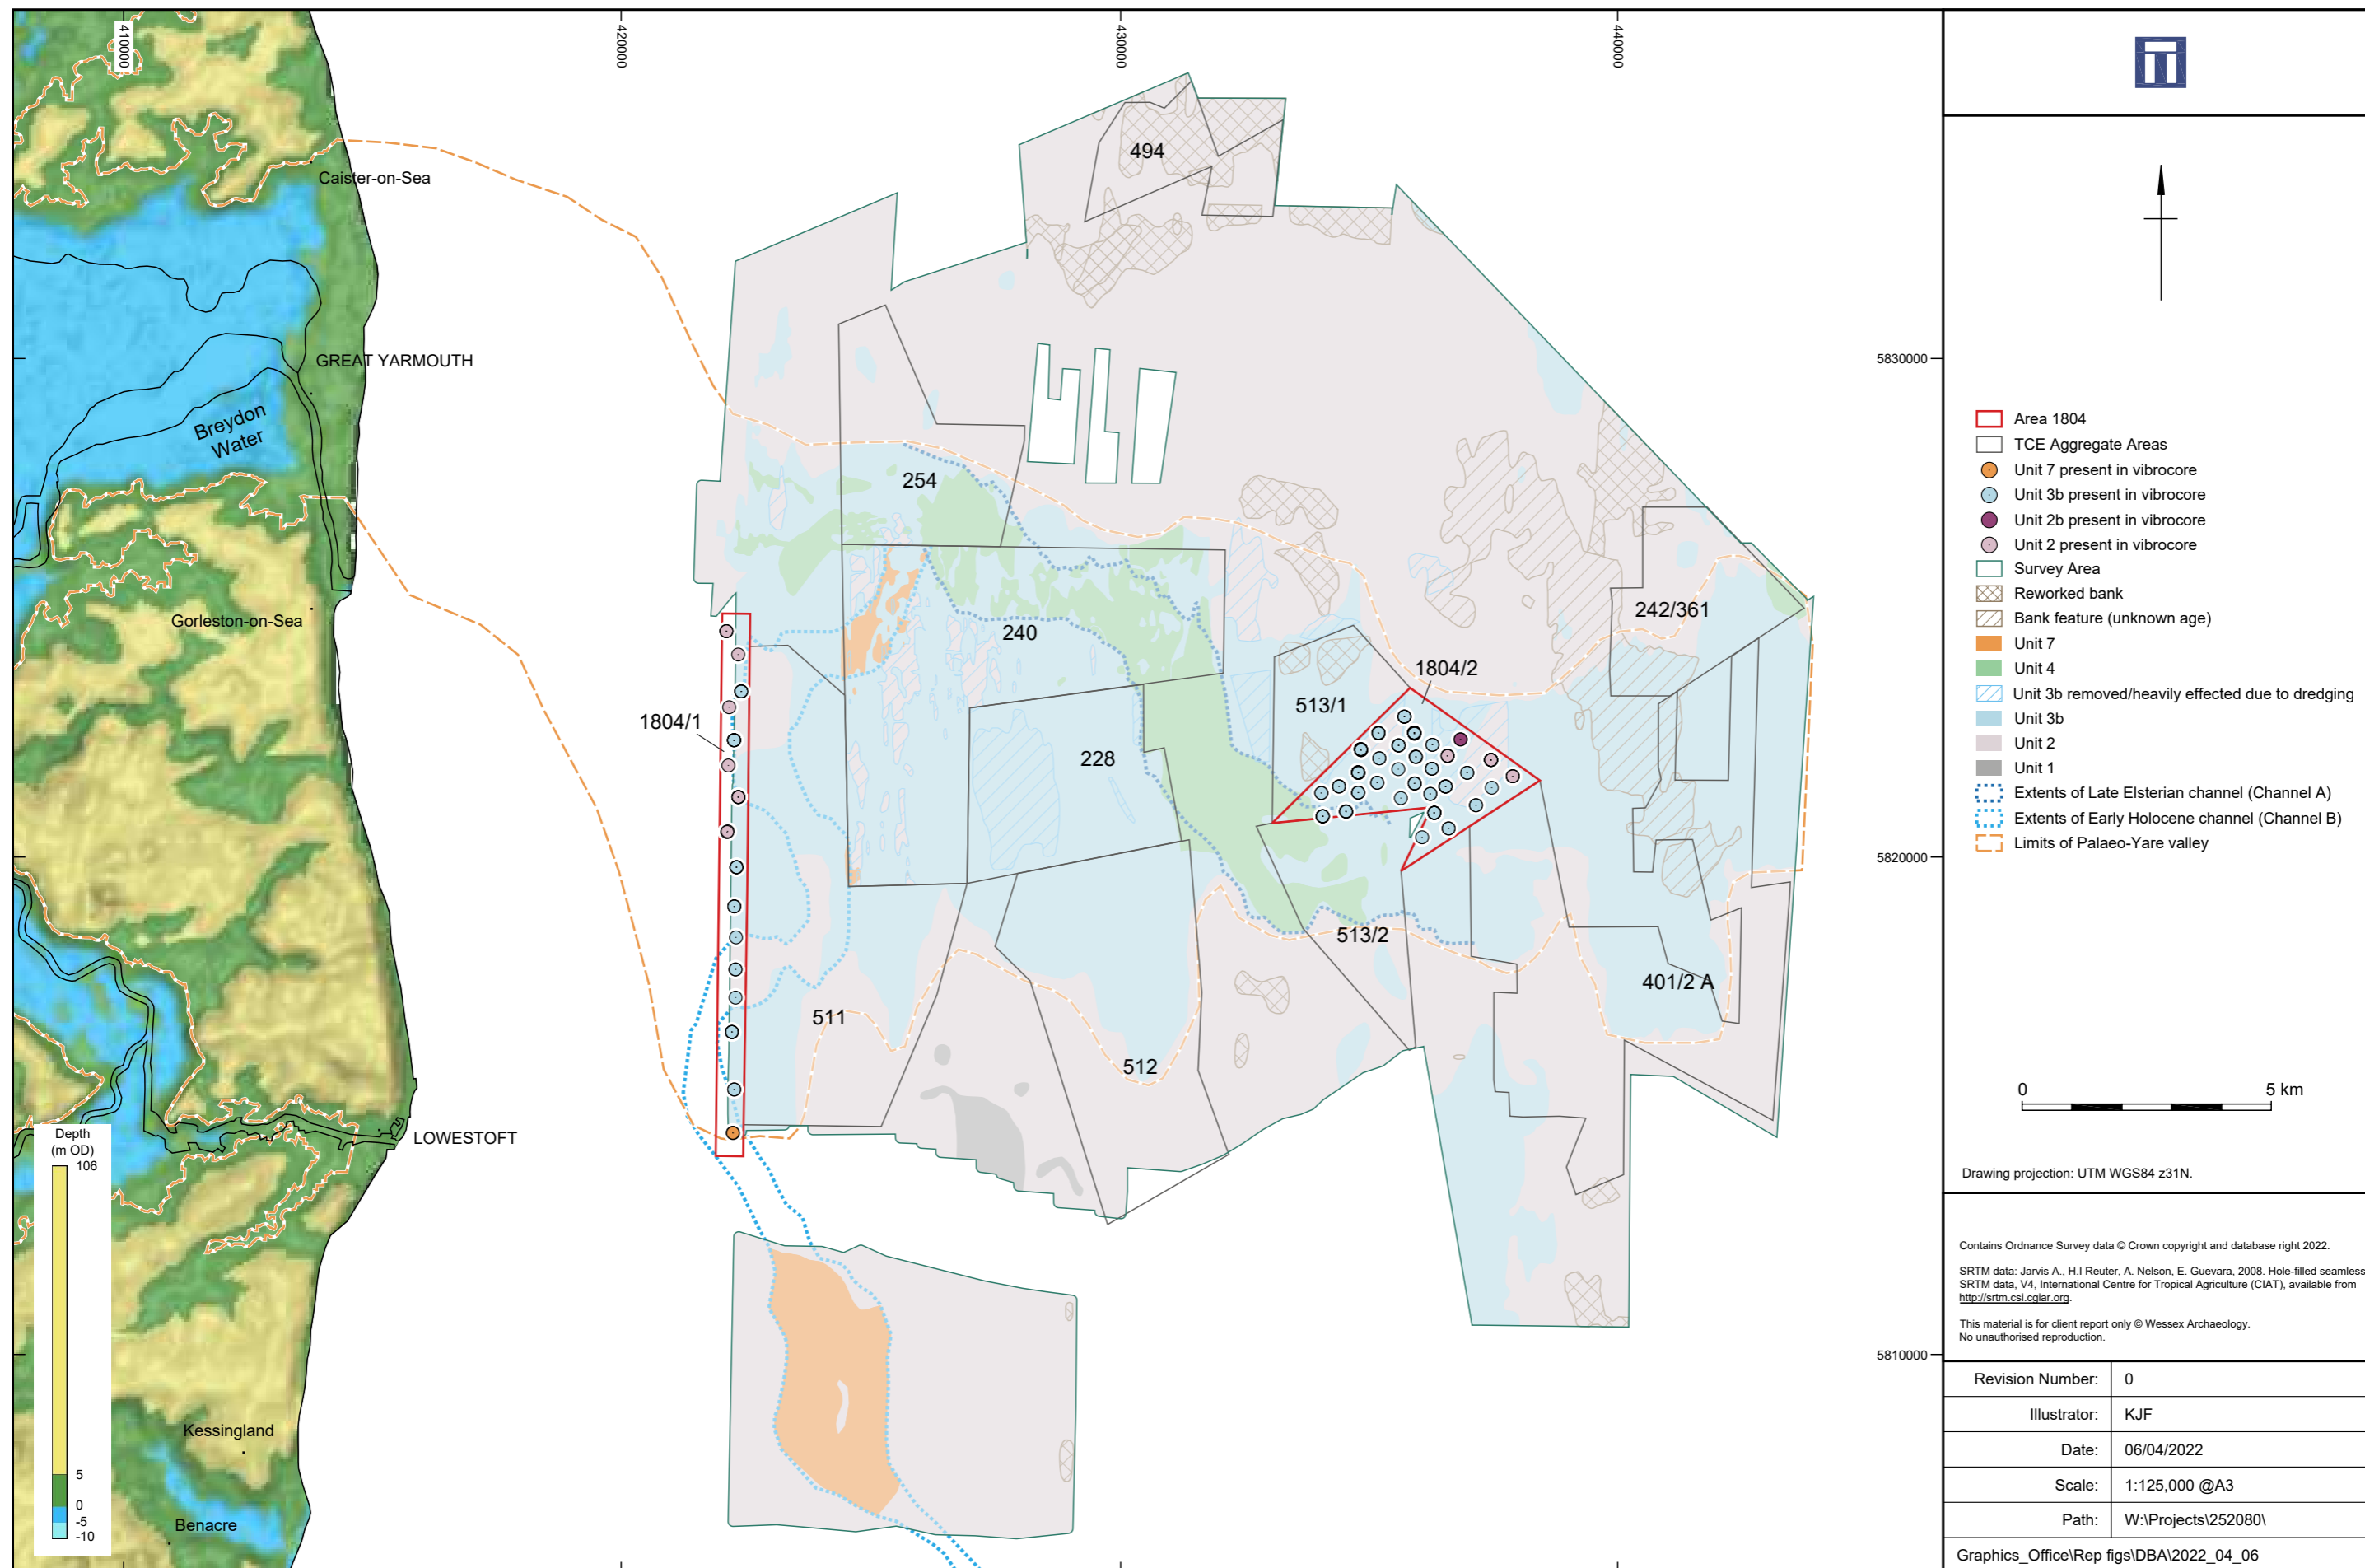 410000
420000
430000
440000
494
Caister-on-Sea
GREAT YARMOUTH
5830000
Breydon
Water
254
Gorleston-on-Sea
240
242/361
1804/2
513/1
1804/1
228
5820000
513/2
401/2 A
511
512
LOWESTOFT
Depth
(m OD)
106
5
0
-5
-10
5810000
Kessingland
Benacre
Area 1804
TCE Aggregate Areas
Unit 7 present in vibrocore
Unit 3b present in vibrocore
Unit 2b present in vibrocore
Unit 2 present in vibrocore
Survey Area
Reworked bank
Bank feature (unknown age)
Unit 7
Unit 4
Unit 3b removed/heavily effected due to dredging
Unit 3b
Unit 2
Unit 1
Extents of Late Elsterian channel (Channel A)
Extents of Early Holocene channel (Channel B)
Limits of Palaeo-Yare valley
0 5 km
Drawing projection: UTM WGS84 z31N.
Contains Ordnance Survey data © Crown copyright and database right 2022.
SRTM data: Jarvis A., H.I Reuter, A. Nelson, E. Guevara, 2008. Hole-filled seamless
SRTM data, V4, International Centre for Tropical Agriculture (CIAT), available from
http://srtm.csi.cgiar.org.
This material is for client report only © Wessex Archaeology.
No unauthorised reproduction.
Revision Number: 0
Illustrator: KJF
Date: 06/04/2022
Scale: 1:125,000 @A3
Path: W:\Projects\252080\
Graphics_Office\Rep figs\DBA\2022_04_06